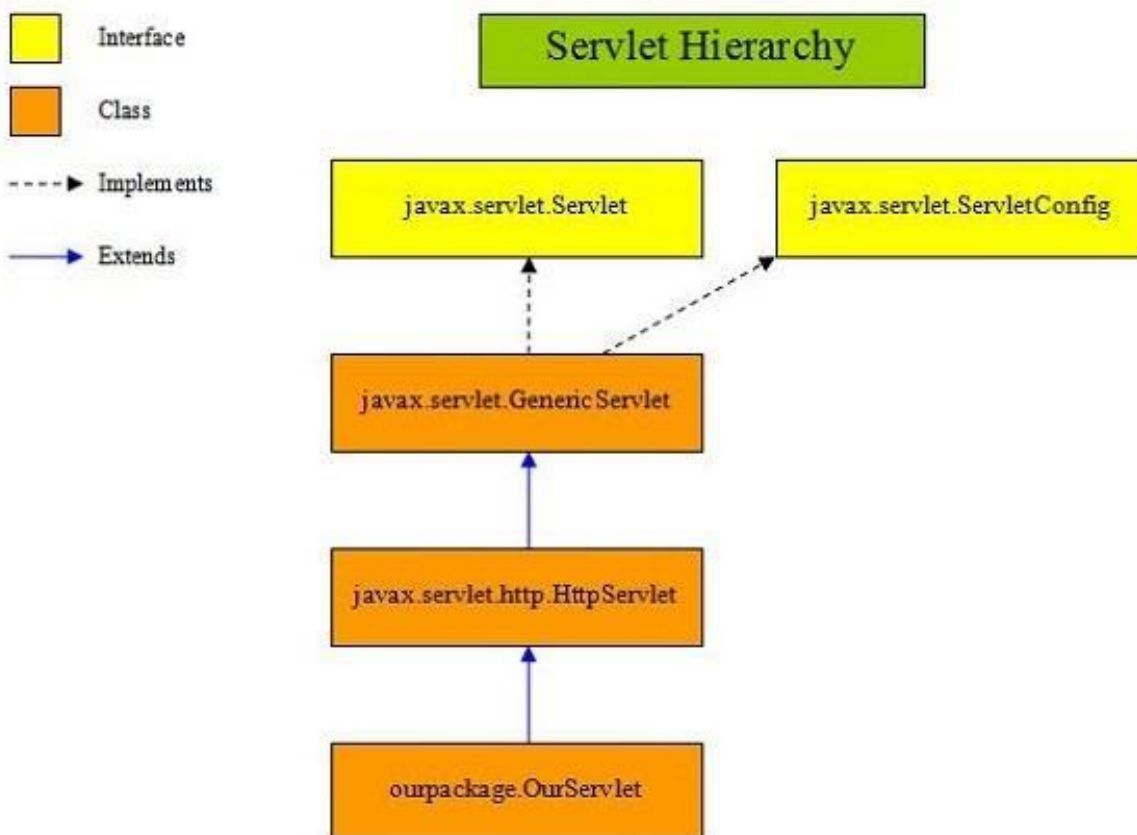 Interface
Servlet Hierarchy
Class
Implements
javax.servlet.Servlet
javax.servlet.ServletConfig
Extends
javax.servlet.GenericServlet
javax.servlet.http.HttpServlet
ourpackage.OurServlet